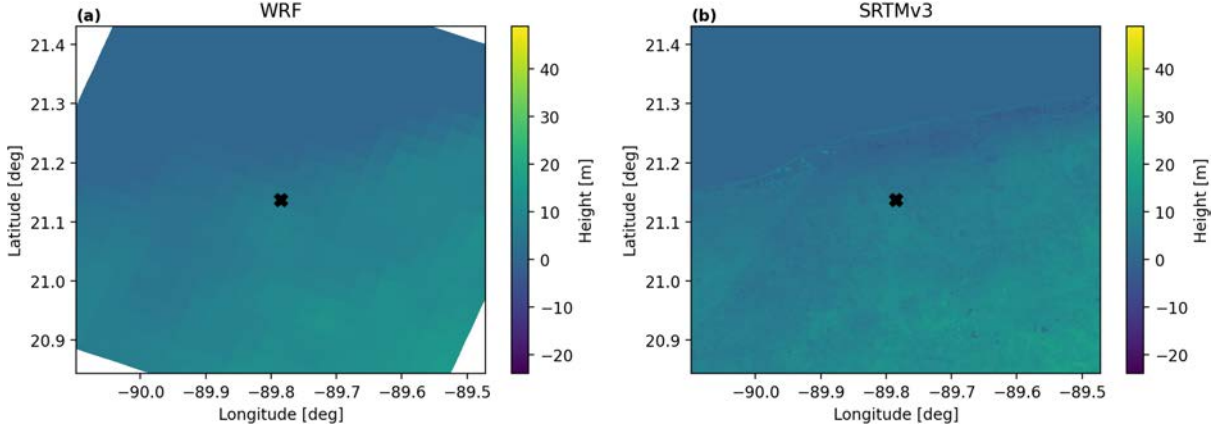 (a) WRF
21.4
21.3
21.2
21.1
21.0
20.9
Latitude [deg]
−90.0 −89.9 −89.8 −89.7 −89.6 −89.5
Longitude [deg]
40
30
20
10
0
−10
−20
Height [m]
(b) SRTMv3
21.4
21.3
21.2
21.1
21.0
20.9
Latitude [deg]
−90.0 −89.9 −89.8 −89.7 −89.6 −89.5
Longitude [deg]
40
30
20
10
0
−10
−20
Height [m]